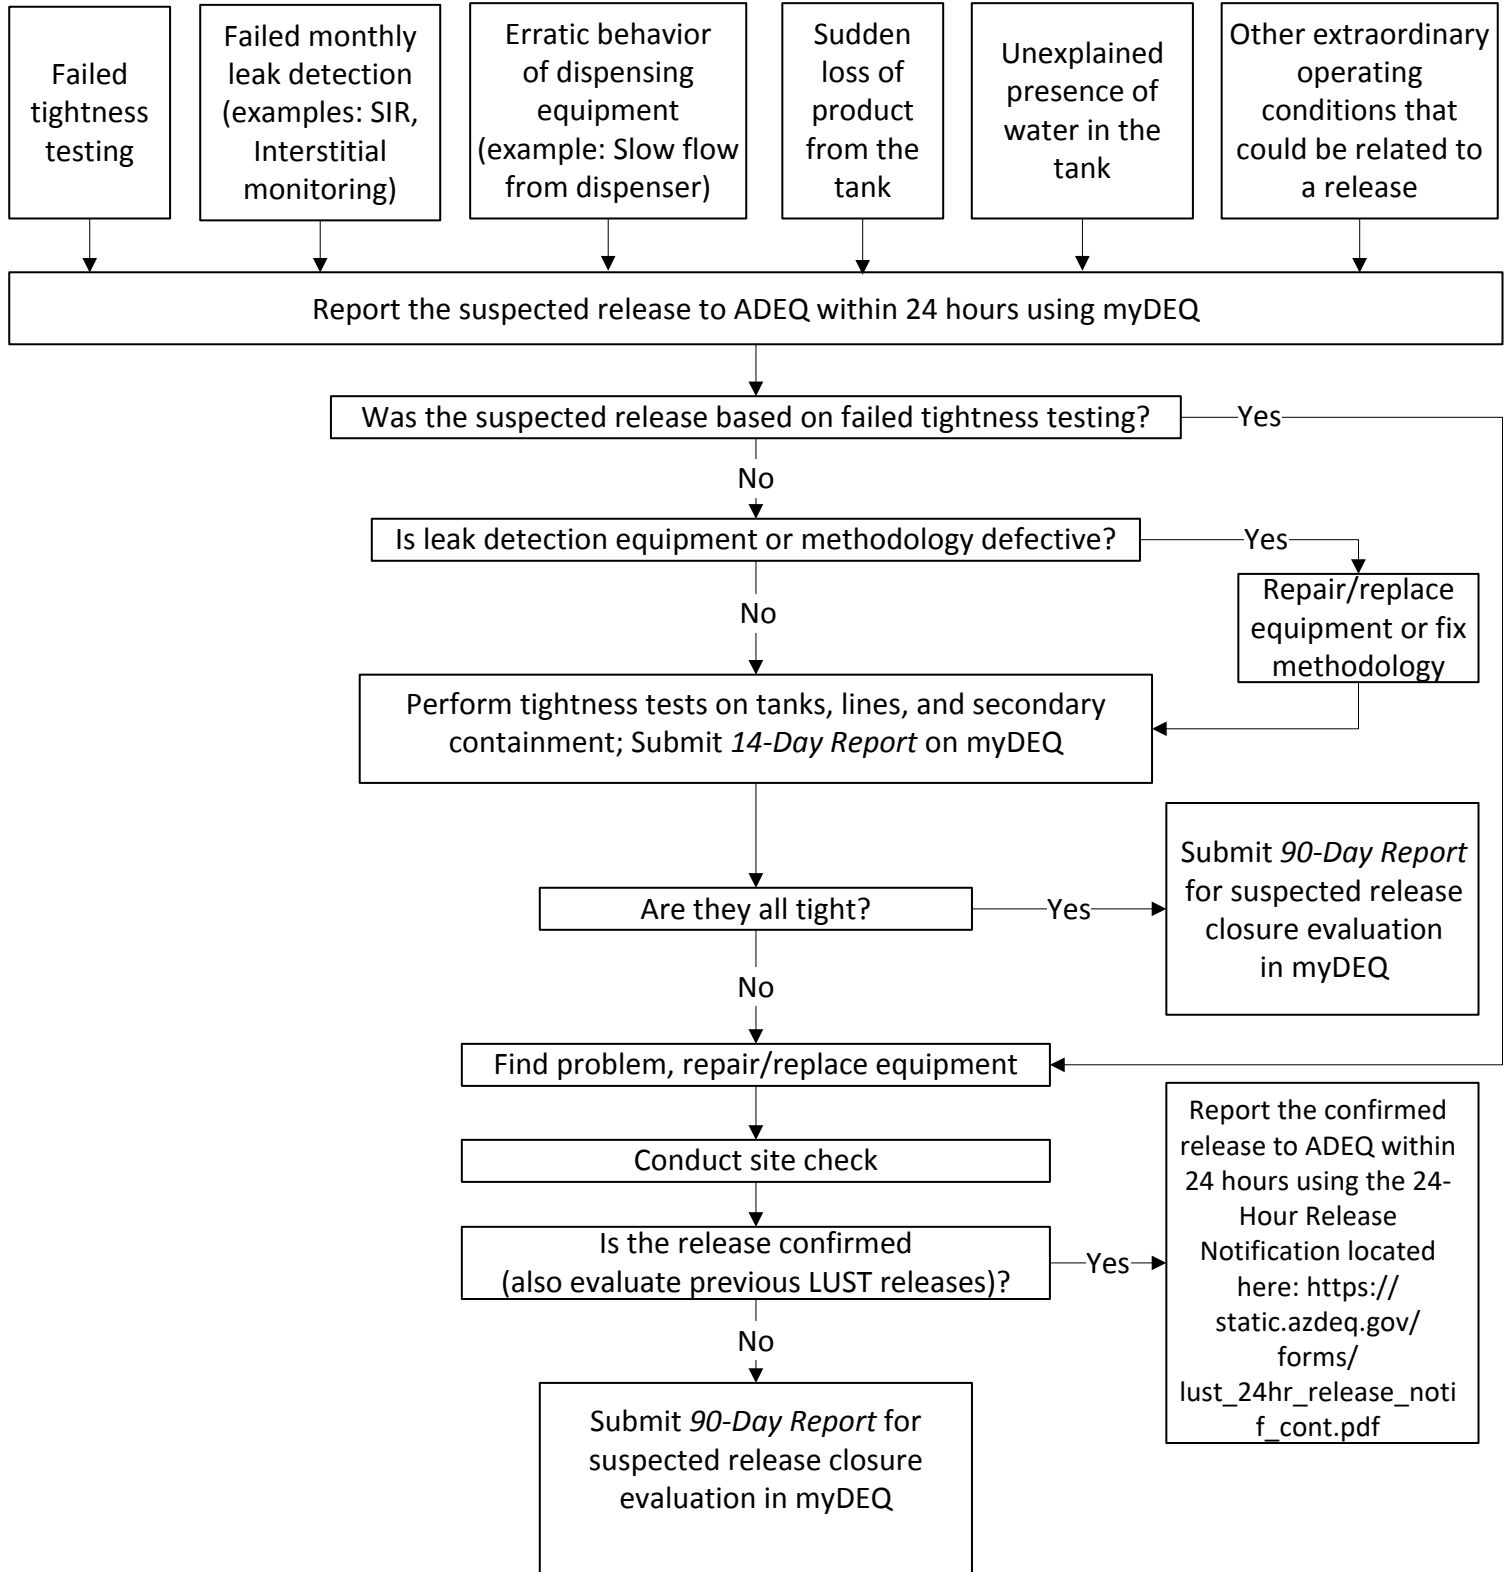 Failed
tightness
testing
Failed monthly
leak detection
(examples: SIR,
Interstitial
monitoring)
Erratic behavior
of dispensing
equipment
(example: Slow flow
from dispenser)
Sudden
loss of
product
from the
tank
Unexplained
presence of
water in the
tank
Other extraordinary
operating
conditions that
could be related to
a release
Report the suspected release to ADEQ within 24 hours using myDEQ
Was the suspected release based on failed tightness testing?
Yes
No
Is leak detection equipment or methodology defective?
Yes
Repair/replace
equipment or fix
methodology
No
Perform tightness tests on tanks, lines, and secondary
containment; Submit 14-Day Report on myDEQ
Are they all tight?
Yes
Submit 90-Day Report
for suspected release
closure evaluation
in myDEQ
No
Find problem, repair/replace equipment
Conduct site check
Is the release confirmed
(also evaluate previous LUST releases)?
Yes
Report the confirmed
release to ADEQ within
24 hours using the 24-
Hour Release
Notification located
here: https://
static.azdeq.gov/
forms/
lust_24hr_release_noti
f_cont.pdf
No
Submit 90-Day Report for
suspected release closure
evaluation in myDEQ